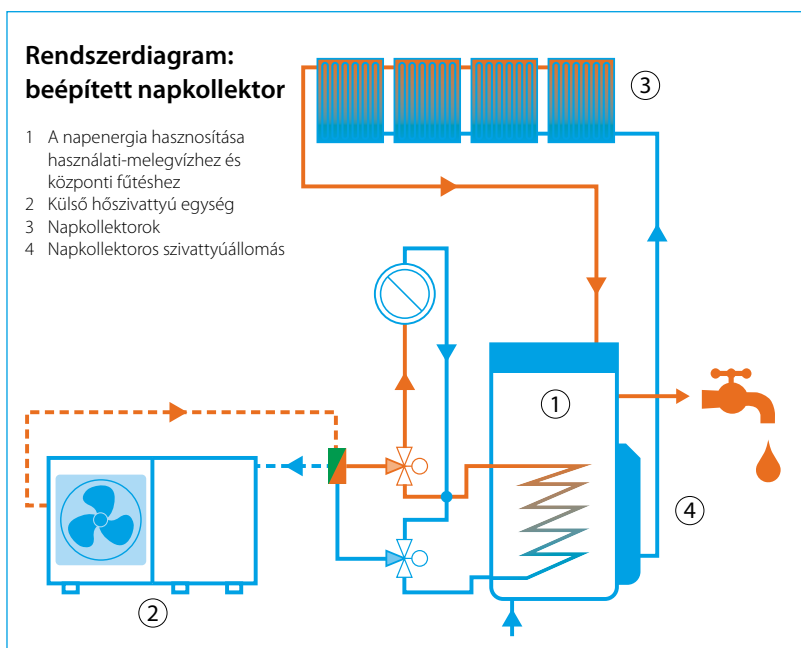 Rendszerdiagram:
beépített napkollektor
1 A napenergia hasznosítása
használati-melegvízhez és
központi fűtéshez
2 Külső hőszivattyú egység
3 Napkollektorok
4 Napkollektoros szivattyúállomás
3
1
4
2